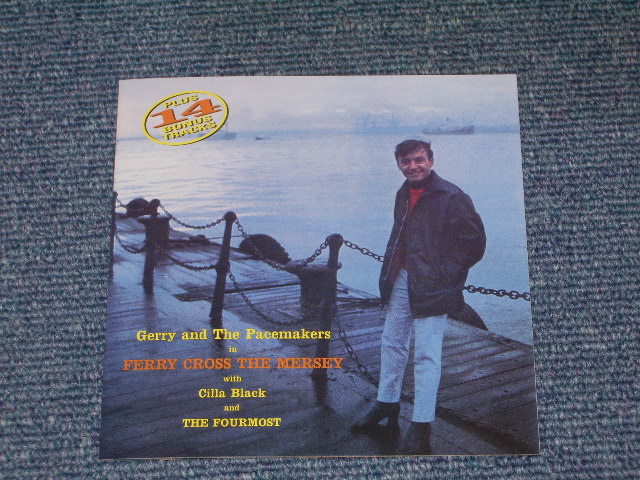 PLUS
14
BONUS
TRACKS
Gerry and The Pacemakers
in
FERRY CROSS THE MERSEY
with
Cilla Black
and
THE FOURMOST